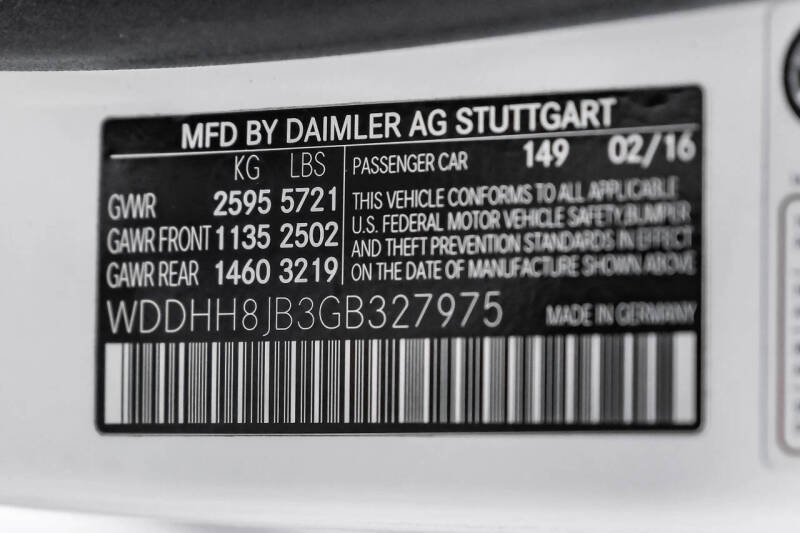 MFD BY DAIMLER AG STUTTGART
KG LBS
GVWR 2595 5721
GAWR FRONT 1135 2502
GAWR REAR 1460 3219
PASSENGER CAR 149 02/16
THIS VEHICLE CONFORMS TO ALL APPLICABLE
U.S. FEDERAL MOTOR VEHICLE SAFETY,BUMPER
AND THEFT PREVENTION STANDARDS IN EFFECT
ON THE DATE OF MANUFACTURE SHOWN ABOVE
WDDHH8JB3GB327975
MADE IN GERMANY